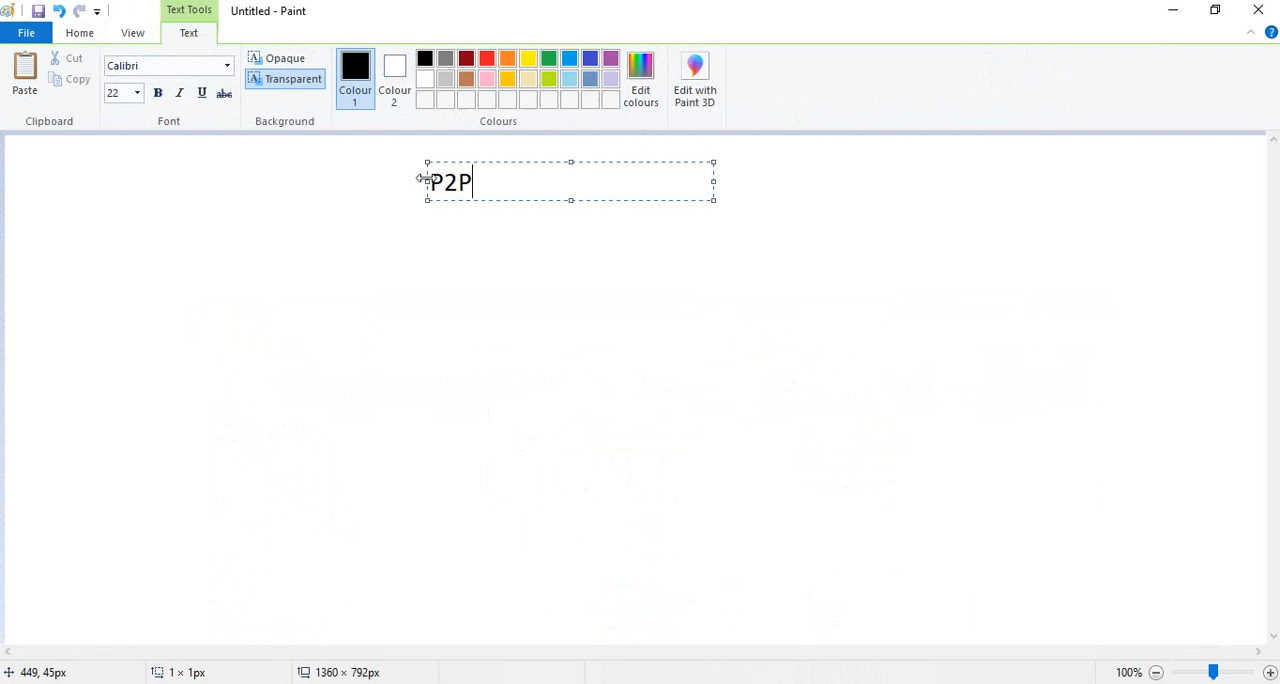 Text Tools
Untitled - Paint
File
Home
View
Text
Paste
Cut
Copy
Clipboard
Calibri
22
B
I
U
abc
Font
Opaque
Transparent
Background
Colour 1
Colour 2
Edit colours
Colours
Edit with Paint 3D
P2P
449, 45px
1 × 1px
1360 × 792px
100%